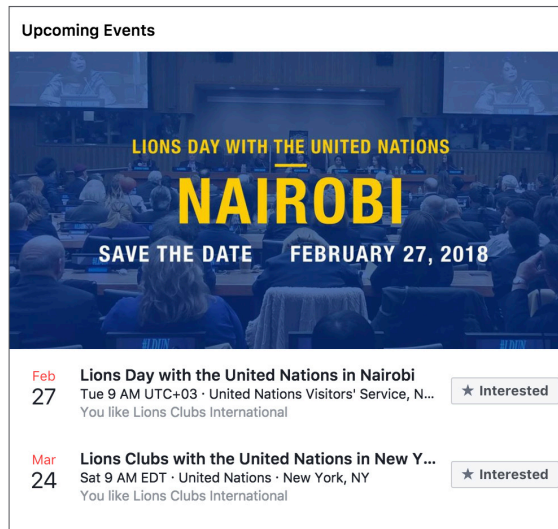 Upcoming Events
LIONS DAY WITH THE UNITED NATIONS
NAIROBI
SAVE THE DATE FEBRUARY 27, 2018
#LDUN
#LDUN
Feb
27
Lions Day with the United Nations in Nairobi
Tue 9 AM UTC+03 · United Nations Visitors' Service, N...
You like Lions Clubs International
★ Interested
Mar
24
Lions Clubs with the United Nations in New Y...
Sat 9 AM EDT · United Nations · New York, NY
You like Lions Clubs International
★ Interested